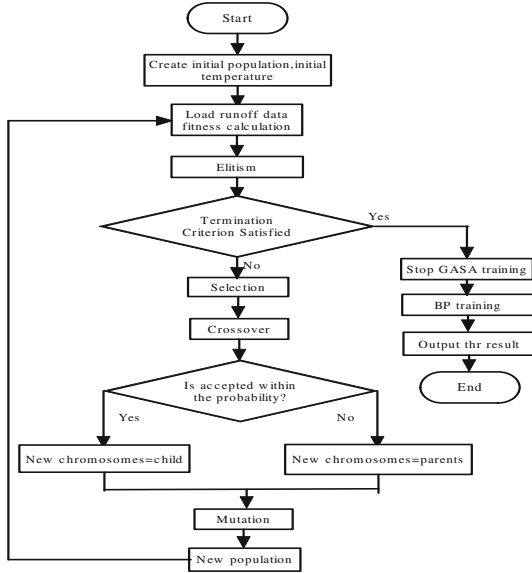 Start
Create initial population,initial
temperature
Load runoff data
fitness calculation
Elitism
Termination
Criterion Satisfied
Yes
No
Stop GASA training
Selection
BP training
Crossover
Output thr result
End
Is accepted within
the probability?
Yes
No
New chromosomes=child
New chromosomes=parents
Mutation
New population